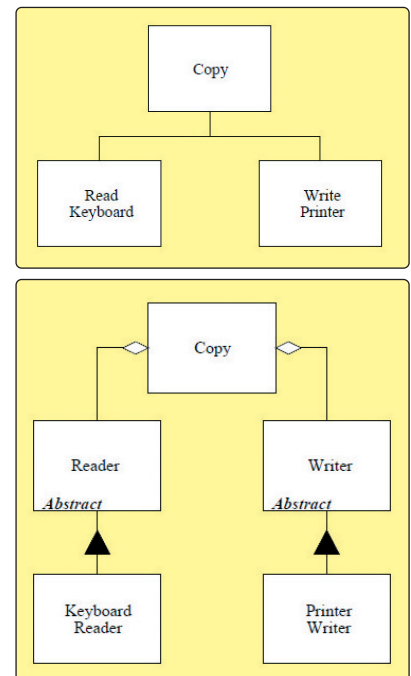 Copy
Read
Keyboard
Write
Printer
Copy
Reader
Abstract
Writer
Abstract
Keyboard
Reader
Printer
Writer